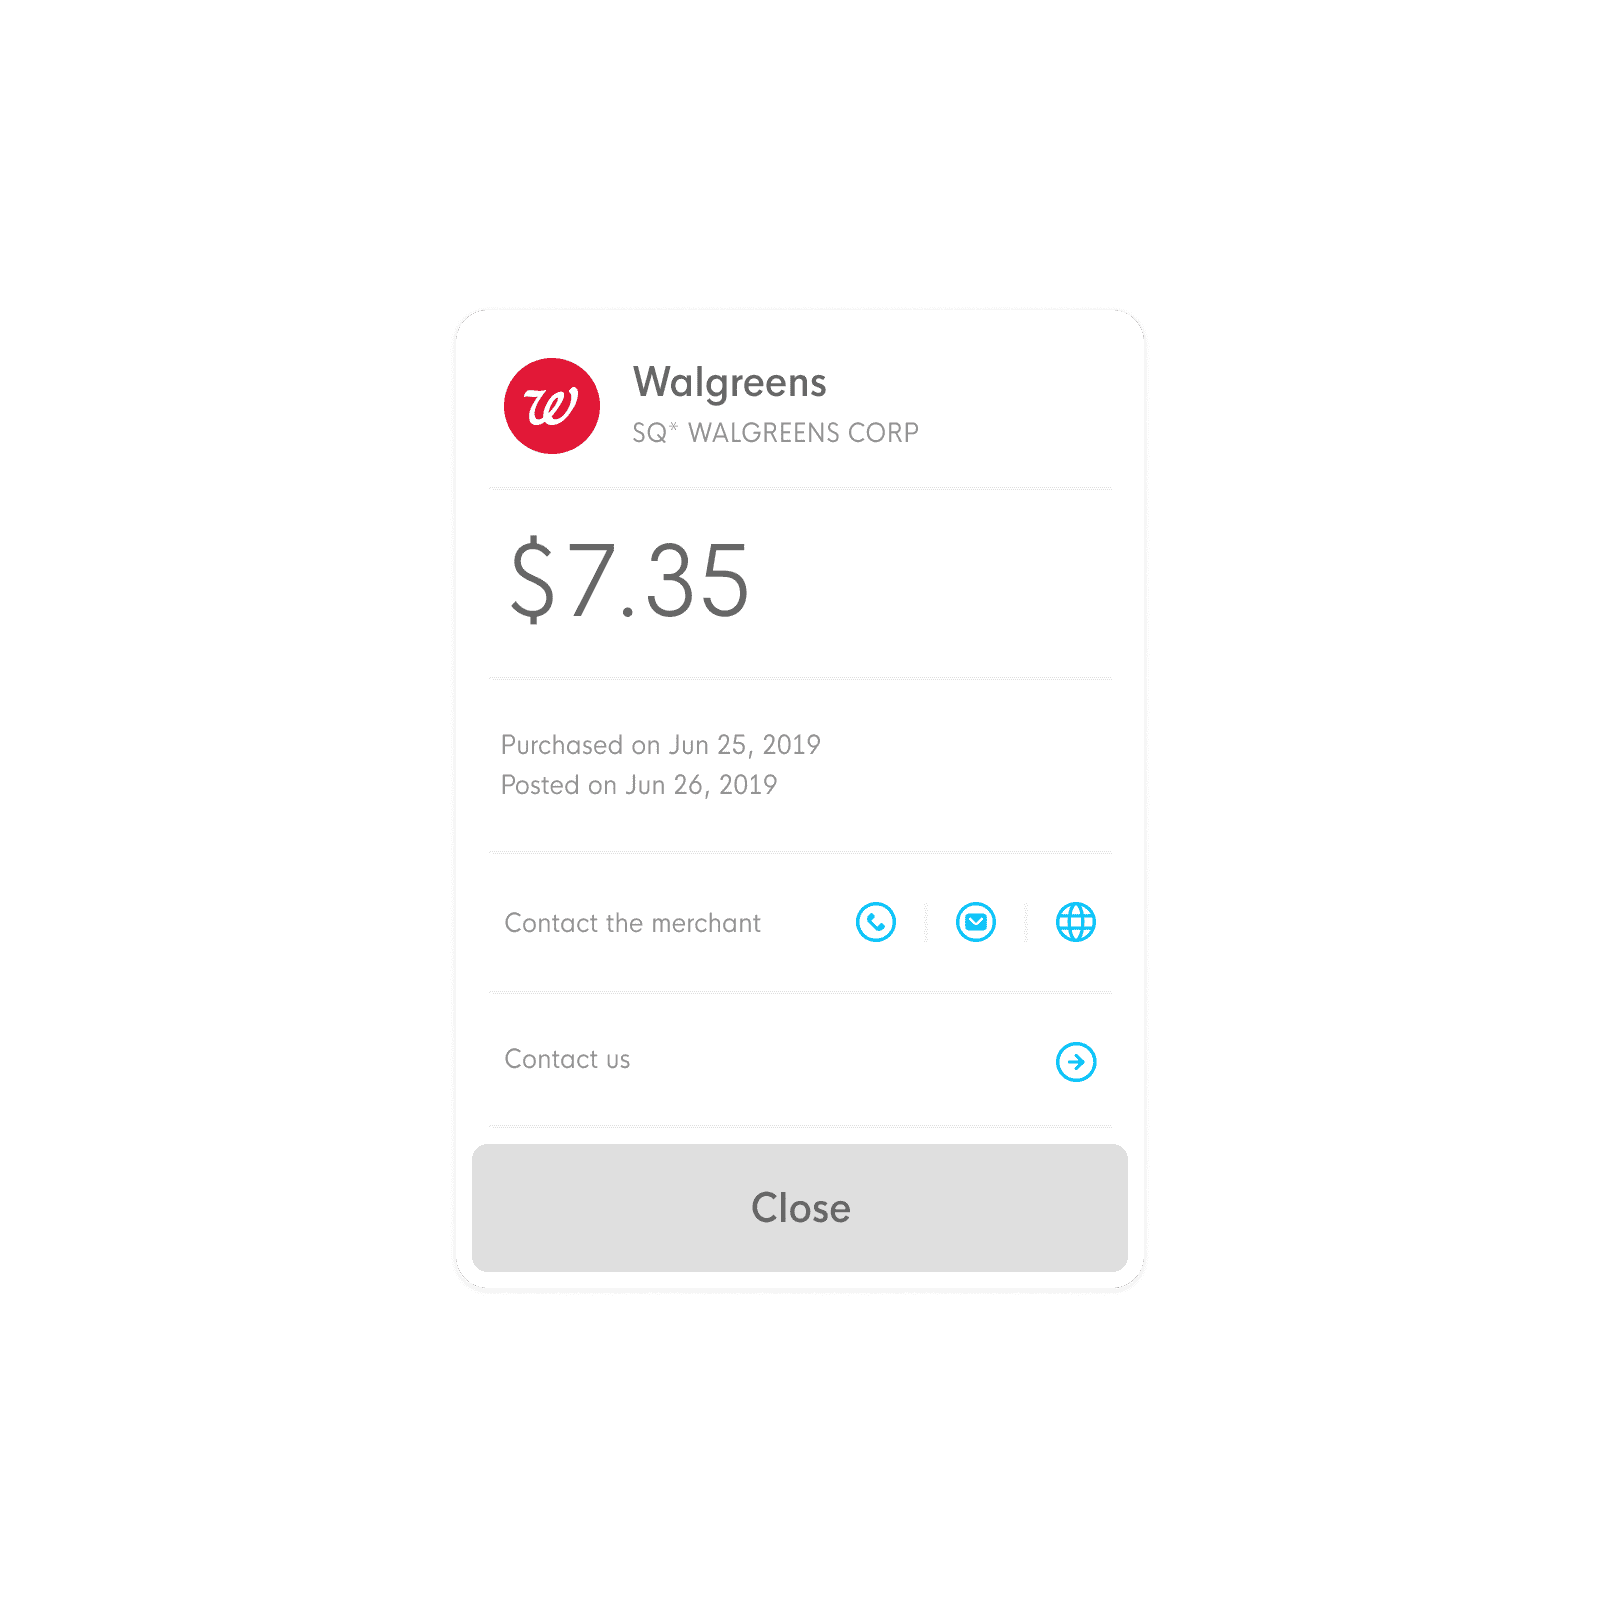 Walgreens
SQ* WALGREENS CORP
$7.35
Purchased on Jun 25, 2019
Posted on Jun 26, 2019
Contact the merchant
Contact us
Close